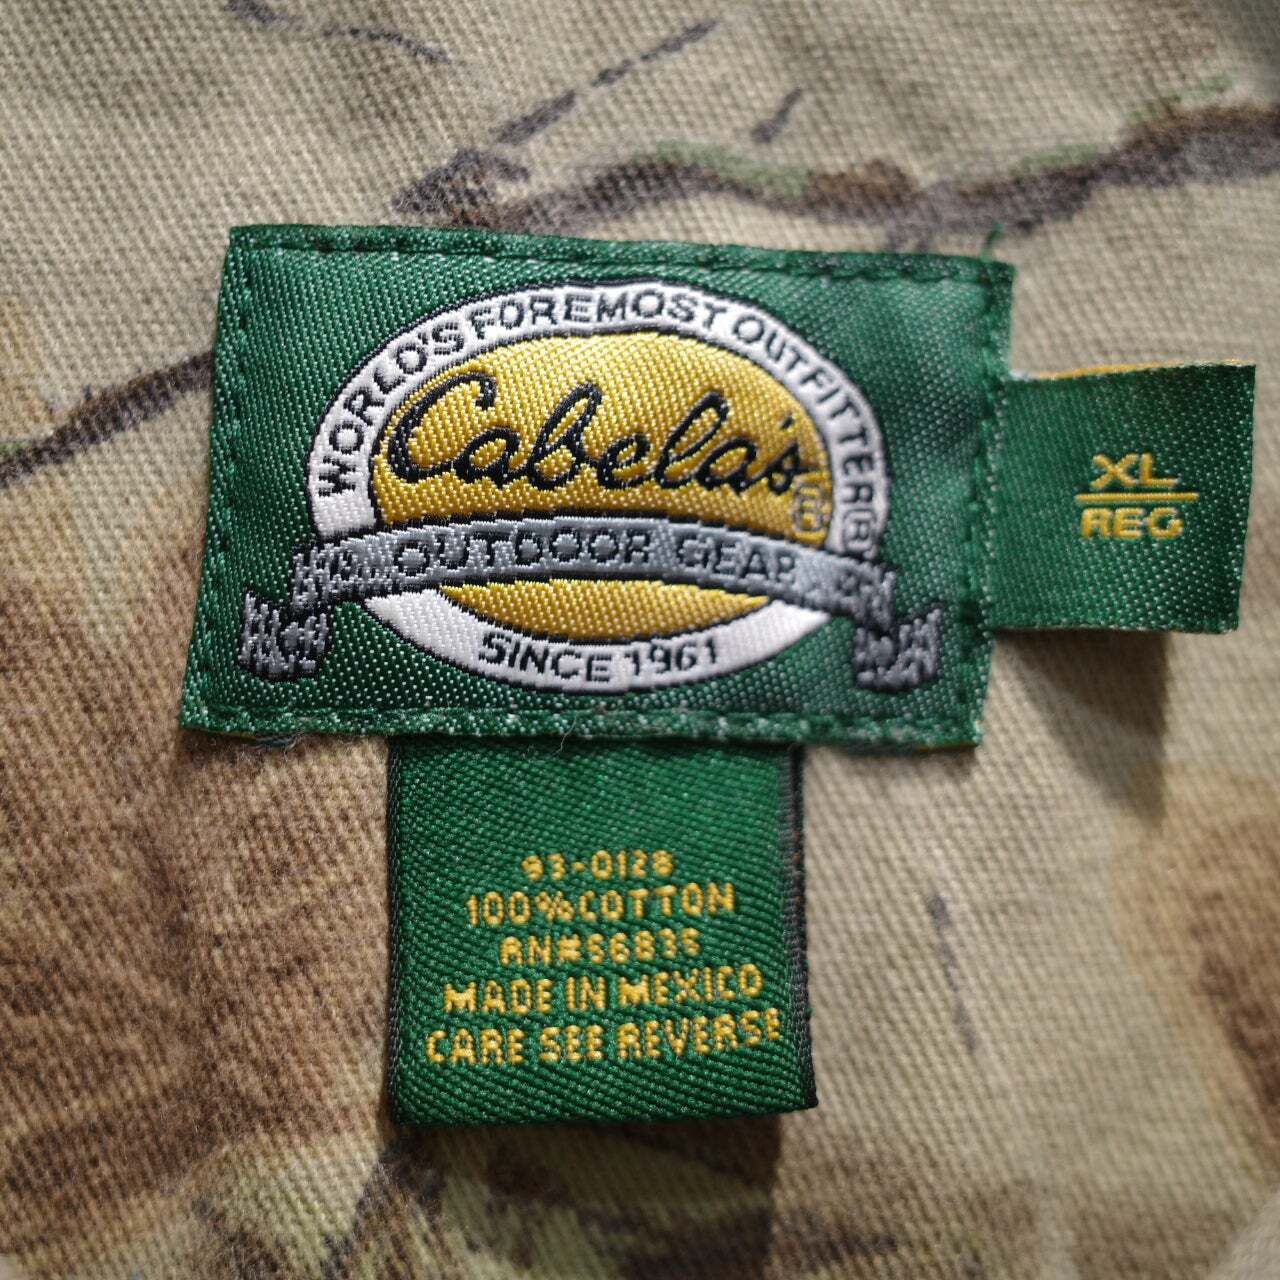 WORLD'S FOREMOST OUTFITTER®
Cabela's®
OUTDOOR GEAR
SINCE 1961
XL
REG
93-0128
100%COTTON
RN#56835
MADE IN MEXICO
CARE SEE REVERSE